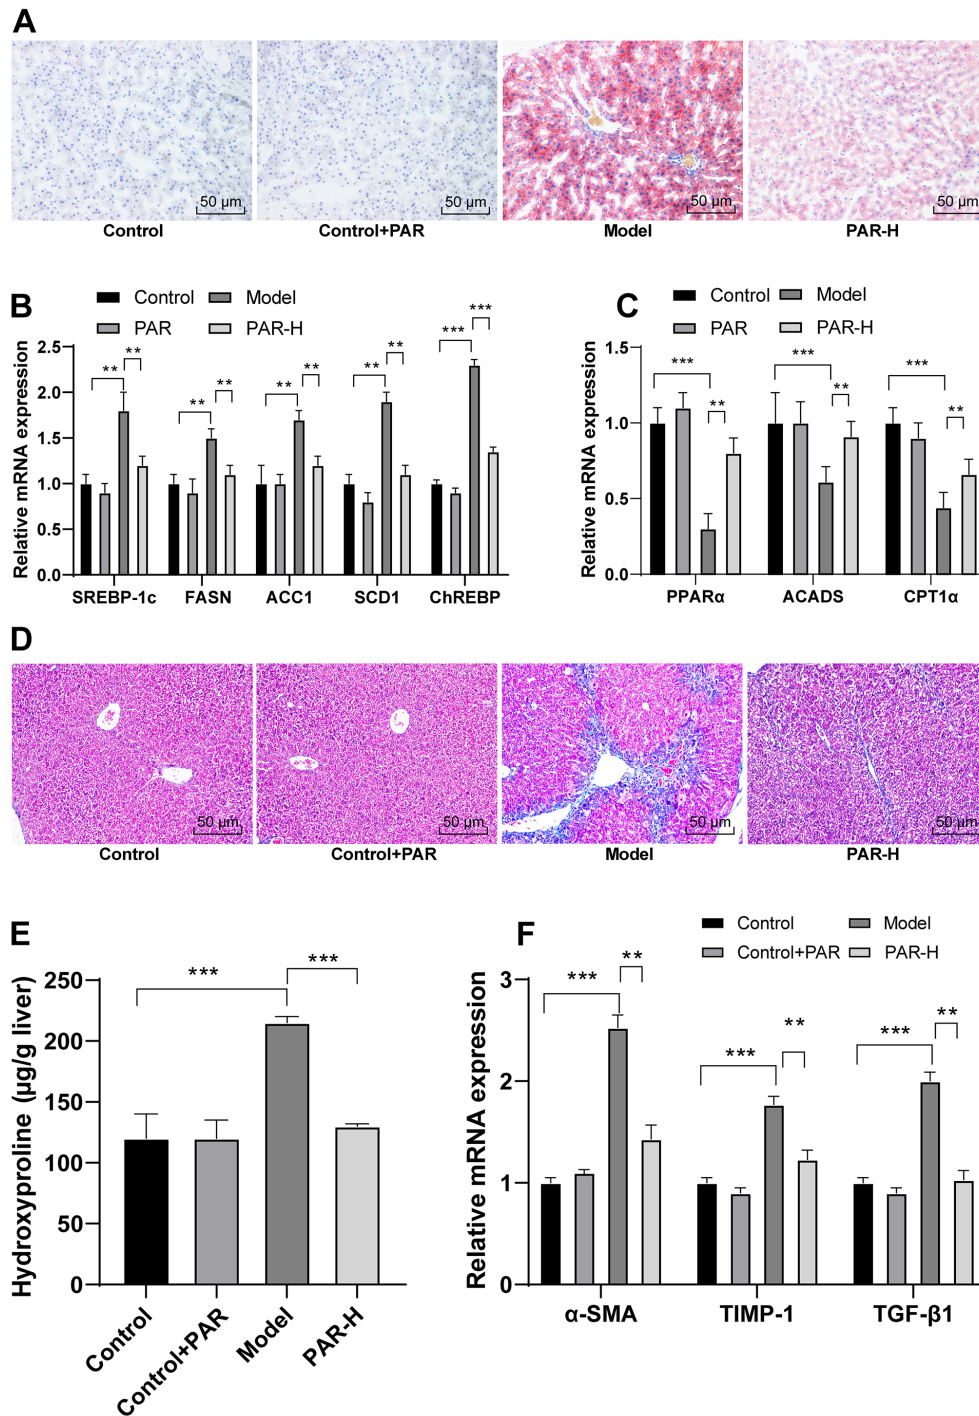 A
50 µm
50 µm
50 µm
50 µm
Control
Control+PAR
Model
PAR-H
B
Control
Model
PAR
PAR-H
Relative mRNA expression
2.5
2.0
1.5
1.0
0.5
0.0
**
**
**
**
**
**
**
**
***
***
SREBP-1c
FASN
ACC1
SCD1
ChREBP
C
Control
Model
PAR
PAR-H
Relative mRNA expression
1.5
1.0
0.5
0.0
***
**
***
**
***
**
PPARα
ACADS
CPT1α
D
50 µm
50 µm
50 µm
50 µm
Control
Control+PAR
Model
PAR-H
E
Hydroxyproline (µg/g liver)
250
200
150
100
50
0
***
***
Control
Control+PAR
Model
PAR-H
F
Control
Model
Control+PAR
PAR-H
Relative mRNA expression
3
2
1
0
***
**
***
**
***
**
α-SMA
TIMP-1
TGF-β1